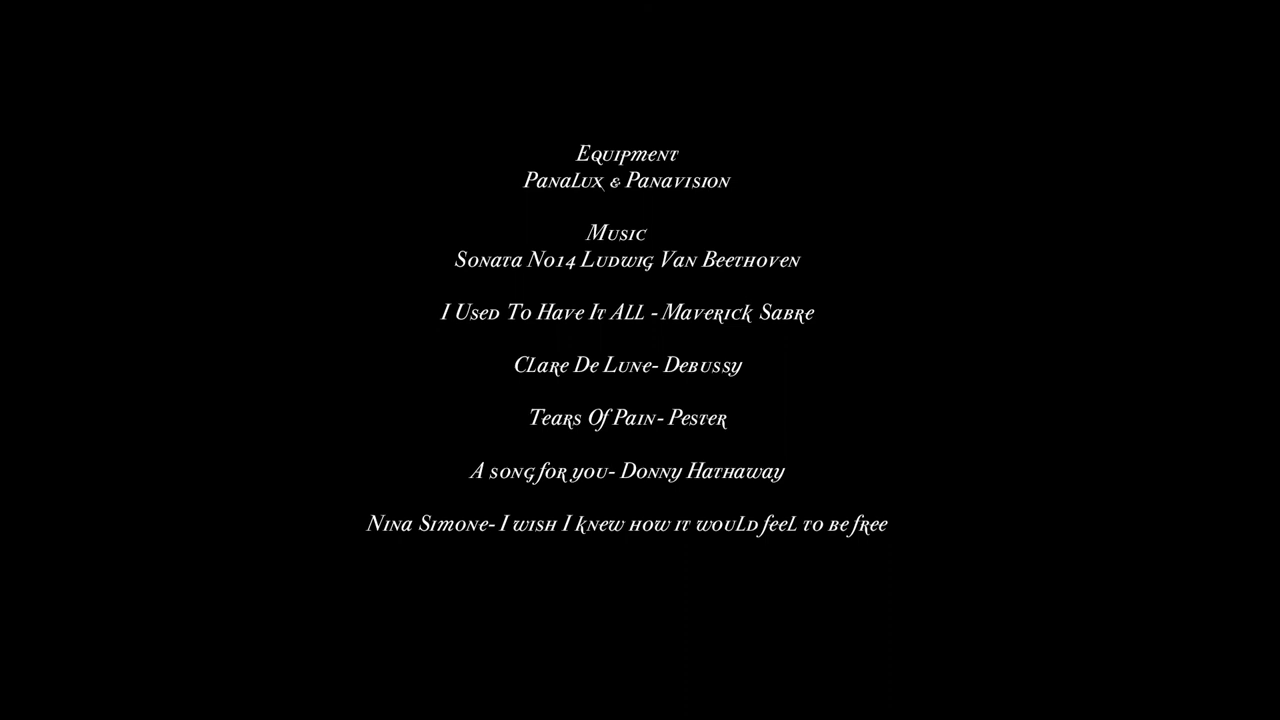 Equipment
PanaLux & Panavision
Music
Sonata No14 Ludwig Van Beethoven
I Used To Have It All - Maverick Sabre
Clare De Lune- Debussy
Tears Of Pain- Pester
A song for you- Donny Hathaway
Nina Simone- I wish I knew how it would feel to be free